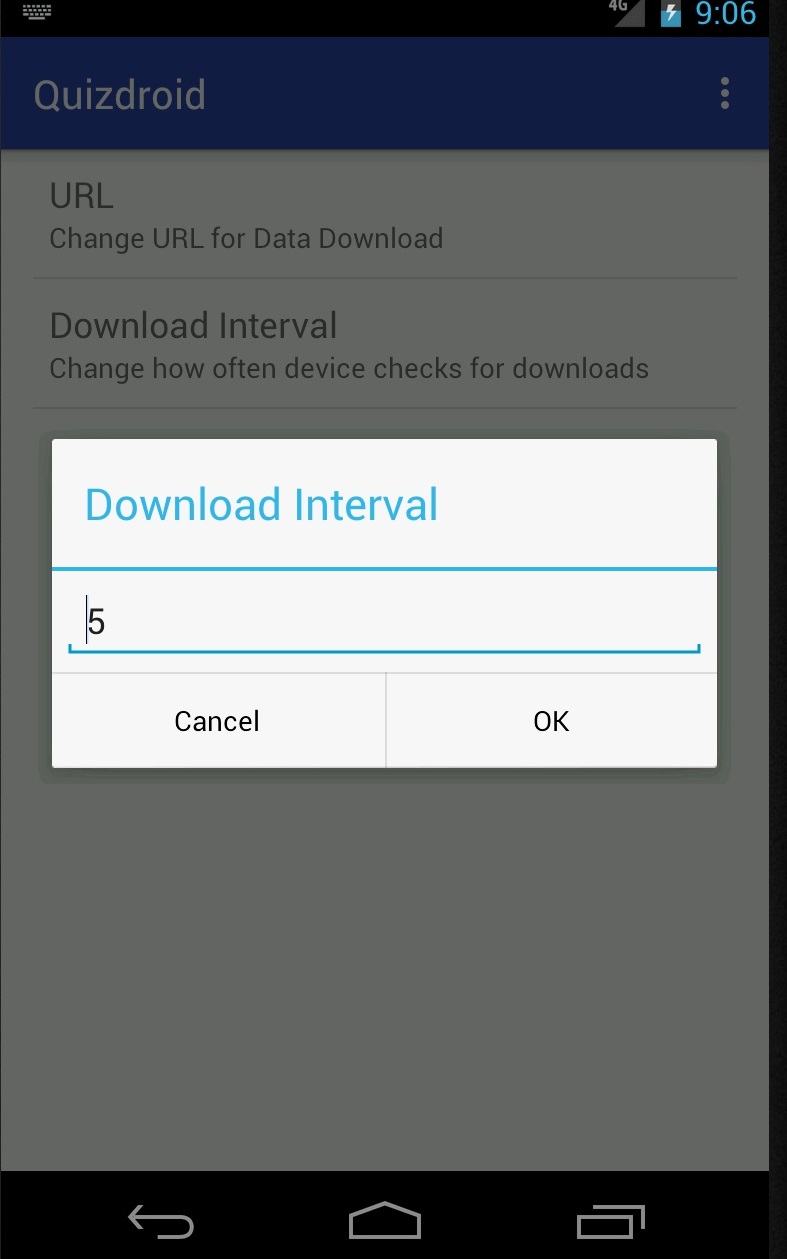 4G 9:06
Quizdroid
URL
Change URL for Data Download
Download Interval
Change how often device checks for downloads
Download Interval
5
Cancel OK